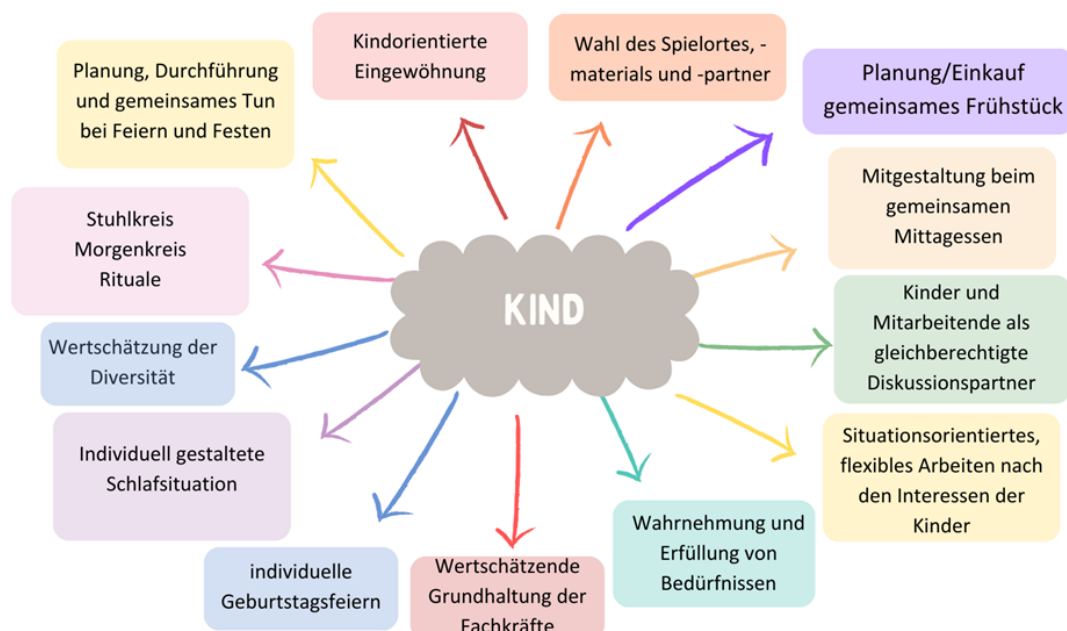 Planung, Durchführung
und gemeinsames Tun
bei Feiern und Festen
Kindorientierte
Eingewöhnung
Wahl des Spielortes, -
materials und -partner
Planung/Einkauf
gemeinsames Frühstück
Stuhlkreis
Morgenkreis
Rituale
KIND
Mitgestaltung beim
gemeinsamen
Mittagessen
Wertschätzung der
Diversität
Kinder und
Mitarbeitende als
gleichberechtigte
Diskussionspartner
Individuell gestaltete
Schlafsituation
Situationsorientiertes,
flexibles Arbeiten nach
den Interessen der
Kinder
individuelle
Geburtstagsfeiern
Wertschätzende
Grundhaltung der
Fachkräfte
Wahrnehmung und
Erfüllung von
Bedürfnissen